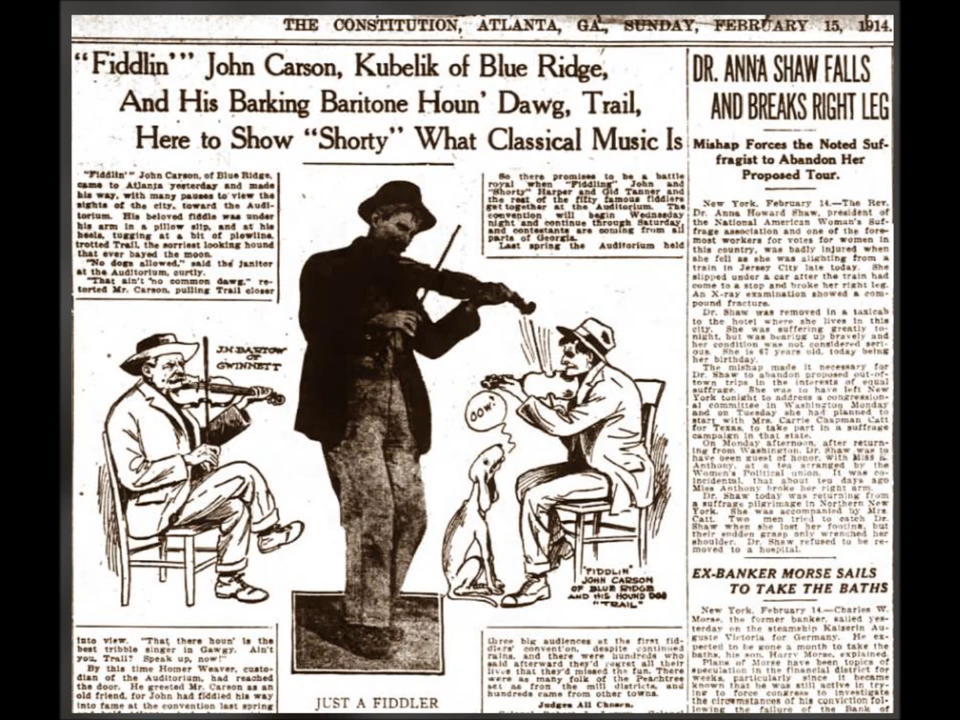 THE CONSTITUTION, ATLANTA, GA., SUNDAY, FEBRUARY 15, 1914.
"Fiddlin'" John Carson, Kubelik of Blue Ridge,
And His Barking Baritone Houn' Dawg, Trail,
Here to Show "Shorty" What Classical Music Is
"Fiddlin'" John Carson, of Blue Ridge,
came to Atlanta yesterday and made
his way, with many pauses to view the
sights of the city, toward the Audi-
torium. His beloved fiddle was under
his arm in a pillow slip, and at his
heels, tugging at a bit of plowline,
trotted Trail, the sorriest looking hound
that ever bayed the moon.
"No dogs allowed," said the janitor
at the Auditorium, curtly.
"That ain't no common dawg," re-
torted Mr. Carson, pulling Trail closer
into view. "That there houn' is the
best tribble singer in Gawgy. Ain't
you, Trail? Speak up, now!"
By this time Homer Weaver, custo-
dian of the Auditorium, had reached
the door. He greeted Mr. Carson as an
old friend, for John had fiddled his way
into fame at the convention last spring
J.N. BARTOW
OF
GWINNETT
JUST A FIDDLER
So there promises to be a battle
royal when "Fiddling" John and
"Shorty" Harper and Gid Tanner and
the rest of the fifty famous fiddlers
get together at the Auditorium. The
convention will begin Wednesday
night and continue through Saturday,
and contestants are coming from all
parts of Georgia.
Last spring the Auditorium held
OOW!
"FIDDLIN"
JOHN CARSON
OF BLUE RIDGE
AND HIS HOUND DOG
"TRAIL"
three big audiences at the first fid-
dlers' convention, despite continued
rains, and there were hundreds who
said afterward they'd regret all their
lives that they'd missed the fun. There
were as many folk of the Peachtree
set as from the mill districts, and
hundreds came from other towns.
Judges All Chosen.
DR. ANNA SHAW FALLS
AND BREAKS RIGHT LEG
Mishap Forces the Noted Suf-
fragist to Abandon Her
Proposed Tour.
New York, February 14.—The Rev.
Dr. Anna Howard Shaw, president of
the National American Woman's Suf-
frage association and one of the fore-
most workers for votes for women in
this country, was badly injured when
she fell as she was alighting from a
train in Jersey City late today. She
slipped under a car after the train had
come to a stop and broke her right leg.
An X-ray examination showed a com-
pound fracture.
Dr. Shaw was removed in a taxicab
to the hotel where she lives in this
city. She was suffering greatly to-
night, but was bearing up bravely and
her condition was not considered seri-
ous. She is 67 years old, today being
her birthday.
The mishap made it necessary for
Dr. Shaw to abandon proposed out-of-
town trips in the interests of equal
suffrage. She was to have left New
York tonight to address a congression-
al committee in Washington Monday
and on Tuesday she had planned to
start with Mrs. Carrie Chapman Catt
for Texas, to take part in a suffrage
campaign in that state.
On Monday afternoon, after return-
ing from Washington, Dr. Shaw was to
have been guest of honor, with Miss
Anthony, at a tea arranged by the
Women's Political union. It was co-
incidental, that about ten days ago
Miss Anthony broke her right arm.
Dr. Shaw today was returning from
a suffrage pilgrimage in Northern New
York. She was accompanied by Mrs.
Catt. Two men tried to catch Dr.
Shaw when she lost her footing, but
their sudden grasp only wrenched her
shoulder. Dr. Shaw refused to be re-
moved to a hospital.
EX-BANKER MORSE SAILS
TO TAKE THE BATHS
New York, February 14.—Charles W.
Morse, the former banker, sailed yes-
terday on the steamship Kaiserin Au-
guste Victoria for Germany. He ex-
pected to be gone a month to take the
baths, his son, Harry Morse, explained.
Plans of Morse have been topics of
speculation in the financial district for
weeks, particularly since it became
known that he was still active in try-
ing to force congress to investigate
the circumstances of his conviction fol-
lowing the failure of the Bank of